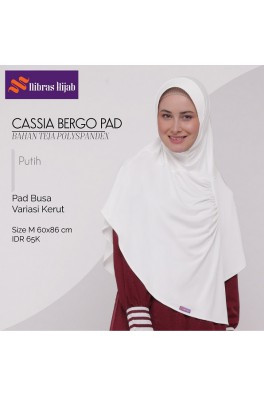 Nibras Hijab
CASSIA BERGO PAD
BAHAN TEJA POLYSPANDEX
Putih
Pad Busa
Variasi Kerut
Size M 60x86 cm
IDR 65K